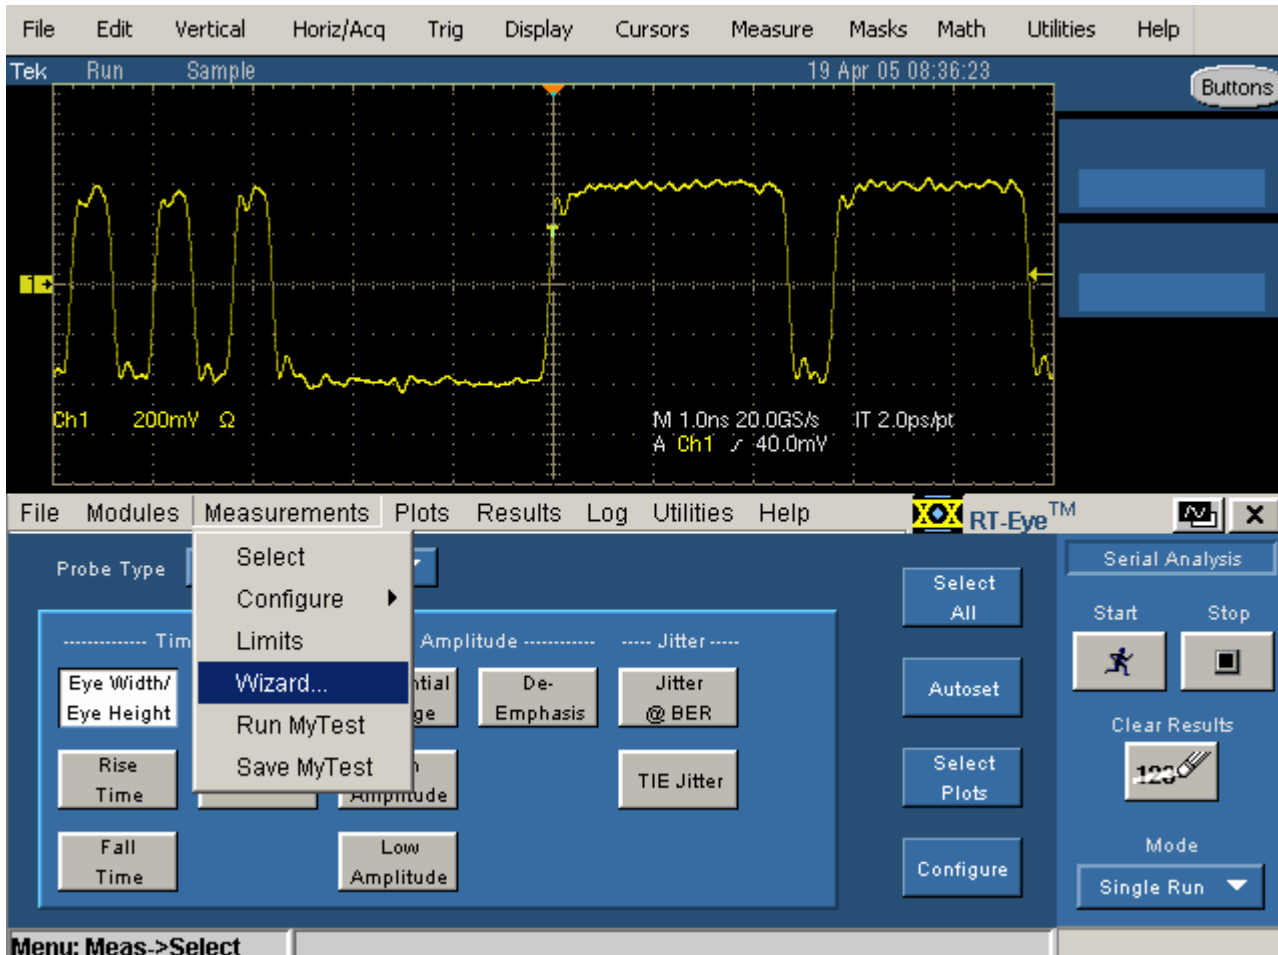 File Edit Vertical Horiz/Acq Trig Display Cursors Measure Masks Math Utilities Help
Tek Run Sample 19 Apr 05 08:36:23
Buttons
1
Ch1 200mV Ω M 1.0ns 20.0GS/s IT 2.0ps/pt
A Ch1 40.0mV
File Modules Measurements Plots Results Log Utilities Help RT-Eye™
Probe Type
Select
Configure
Limits
Wizard...
Run MyTest
Save MyTest
Amplitude
Jitter
Eye Width/
Eye Height
De-
Emphasis
Jitter
@ BER
Rise
Time
Amplitude
TIE Jitter
Fall
Time
Low
Amplitude
Select
All
Autoset
Select
Plots
Configure
Serial Analysis
Start Stop
Clear Results
123
Mode
Single Run
Menu: Meas->Select